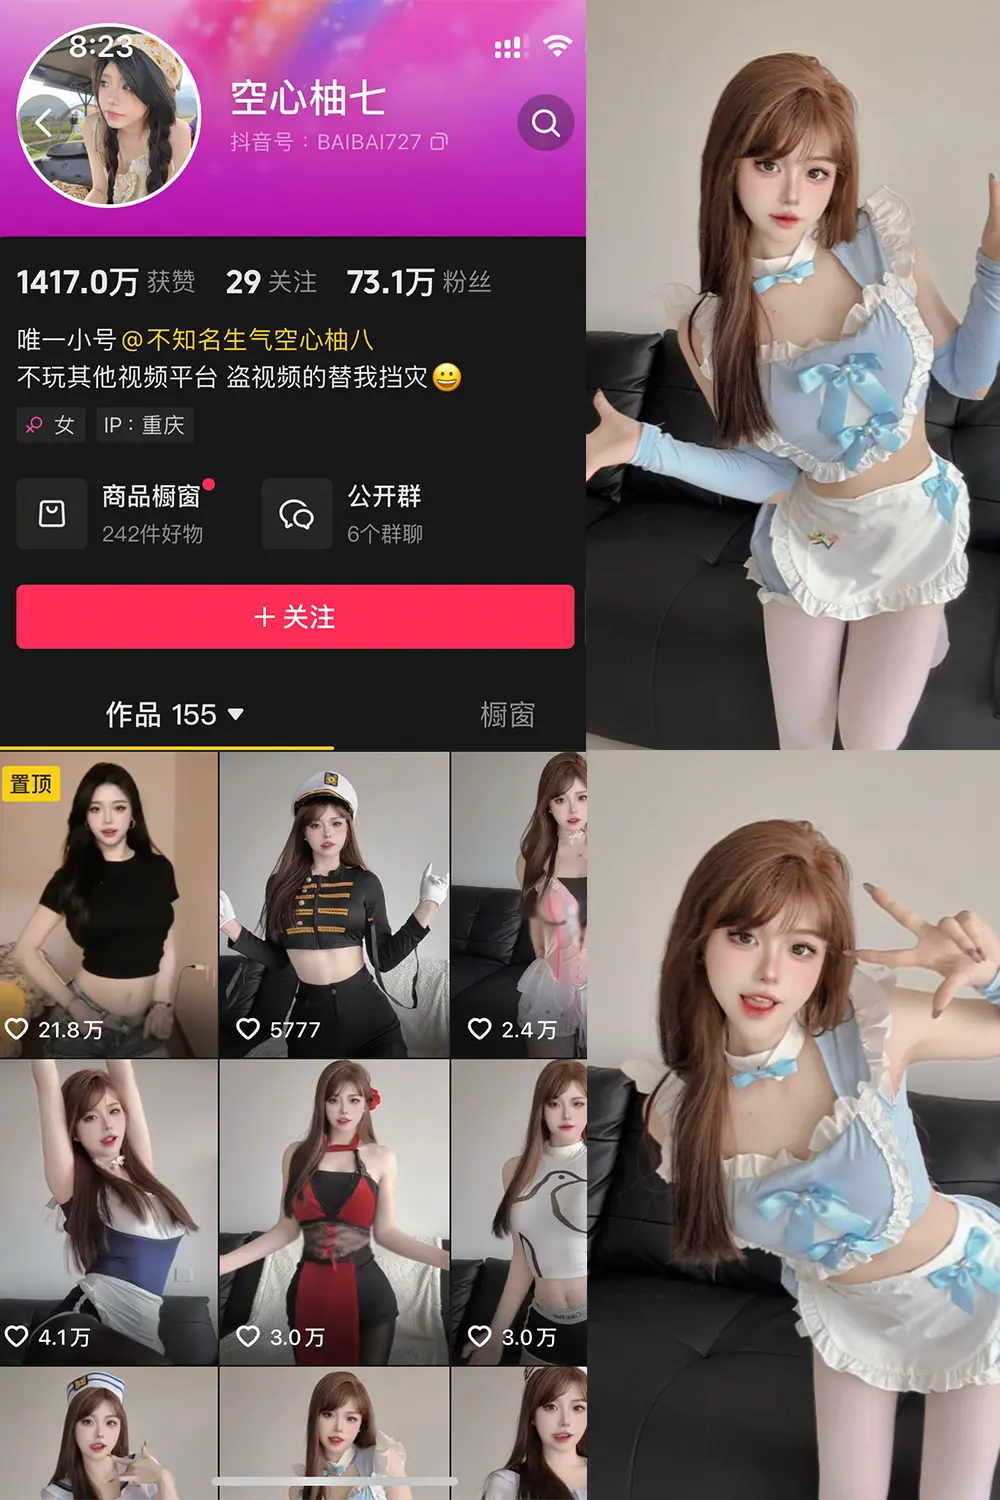 8:23
空心柚七
抖音号：BAIBAI727
1417.0万 获赞 29 关注 73.1万 粉丝
唯一小号@不知名生气空心柚八
不玩其他视频平台 盗视频的替我挡灾😀
女 IP：重庆
商品橱窗 公开群
242件好物 6个群聊
+ 关注
作品 155 橱窗
置顶
21.8万 5777 2.4万
4.1万 3.0万 3.0万